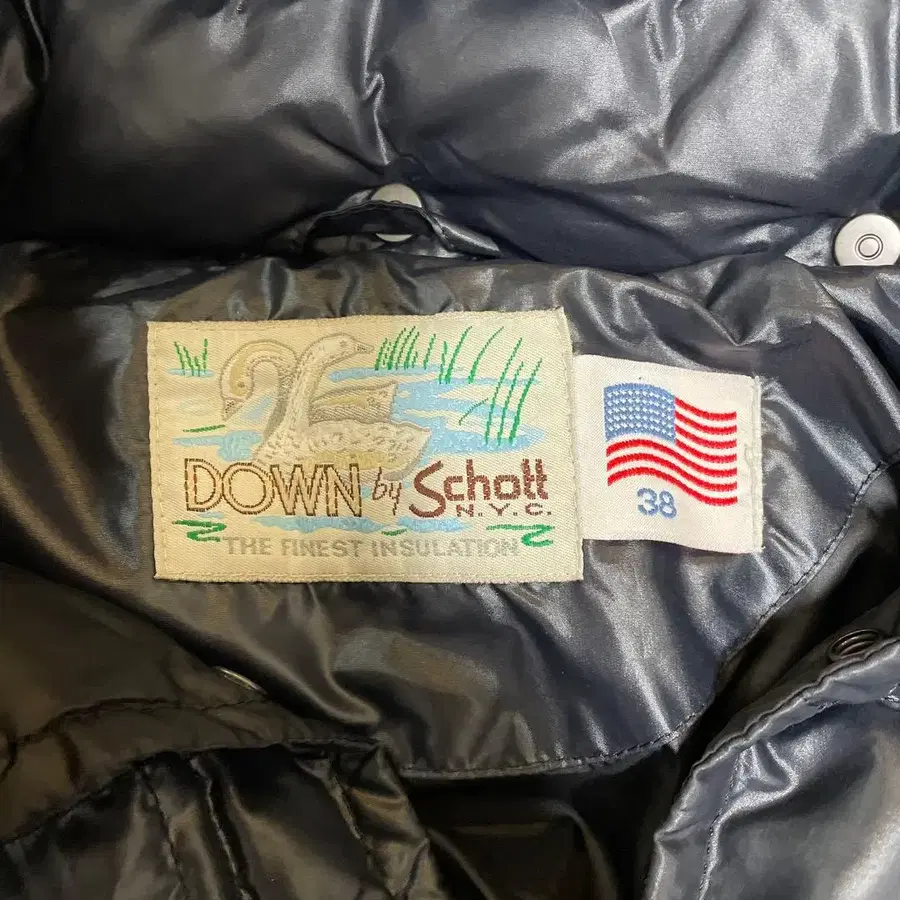 DOWN by Schott
N.Y.C.
THE FINEST INSULATION
38